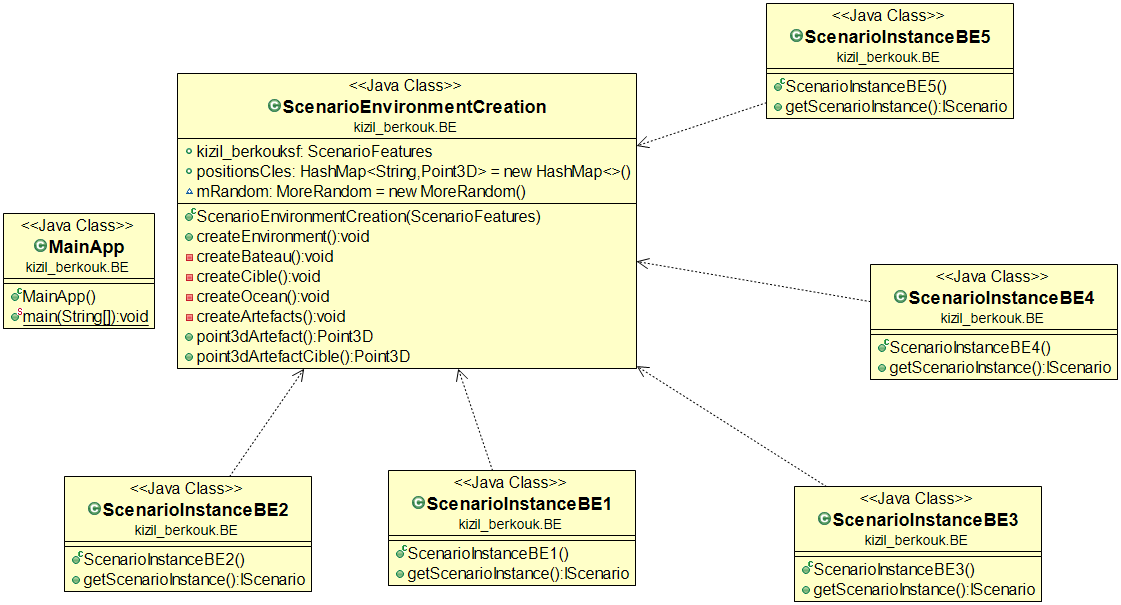 <<Java Class>>
ScenarioInstanceBE5
kizil_berkouk.BE
ScenarioInstanceBE5()
getScenarioInstance():IScenario
<<Java Class>>
ScenarioEnvironmentCreation
kizil_berkouk.BE
kizil_berkouksf: ScenarioFeatures
positionsCles: HashMap<String,Point3D> = new HashMap<>()
mRandom: MoreRandom = new MoreRandom()
ScenarioEnvironmentCreation(ScenarioFeatures)
createEnvironment():void
createBateau():void
createCible():void
createOcean():void
createArtefacts():void
point3dArtefact():Point3D
point3dArtefactCible():Point3D
<<Java Class>>
MainApp
kizil_berkouk.BE
MainApp()
main(String[]):void
<<Java Class>>
ScenarioInstanceBE4
kizil_berkouk.BE
ScenarioInstanceBE4()
getScenarioInstance():IScenario
<<Java Class>>
ScenarioInstanceBE2
kizil_berkouk.BE
ScenarioInstanceBE2()
getScenarioInstance():IScenario
<<Java Class>>
ScenarioInstanceBE1
kizil_berkouk.BE
ScenarioInstanceBE1()
getScenarioInstance():IScenario
<<Java Class>>
ScenarioInstanceBE3
kizil_berkouk.BE
ScenarioInstanceBE3()
getScenarioInstance():IScenario